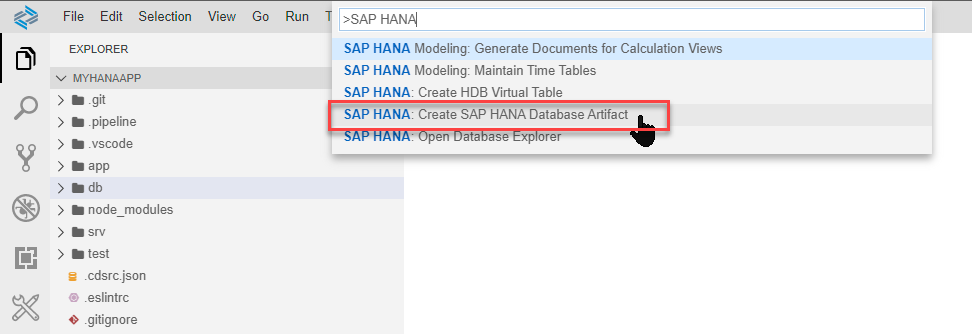 File Edit Selection View Go Run
>SAP HANA
SAP HANA Modeling: Generate Documents for Calculation Views
SAP HANA Modeling: Maintain Time Tables
SAP HANA: Create HDB Virtual Table
SAP HANA: Create SAP HANA Database Artifact
SAP HANA: Open Database Explorer
EXPLORER
MYHANAAPP
.git
.pipeline
.vscode
app
db
node_modules
srv
test
.cdsrc.json
.eslintrc
.gitignore